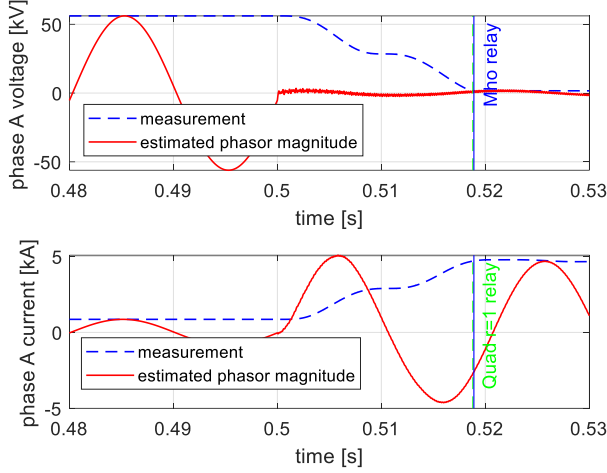 50
0
-50
phase A voltage [kV]
measurement
estimated phasor magnitude
Mho relay
0.48
0.49
0.5
0.51
0.52
0.53
time [s]
5
0
-5
phase A current [kA]
measurement
estimated phasor magnitude
Quad r=1 relay
0.48
0.49
0.5
0.51
0.52
0.53
time [s]